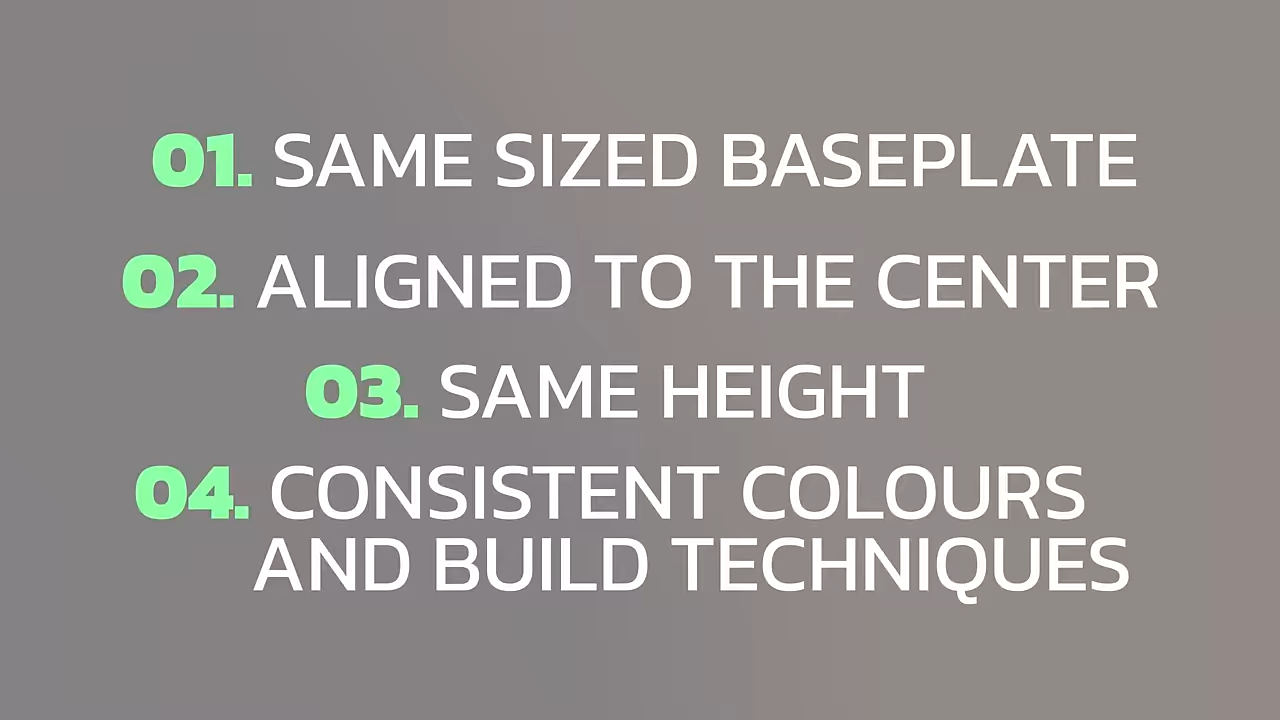 01. SAME SIZED BASEPLATE
02. ALIGNED TO THE CENTER
03. SAME HEIGHT
04. CONSISTENT COLOURS
AND BUILD TECHNIQUES